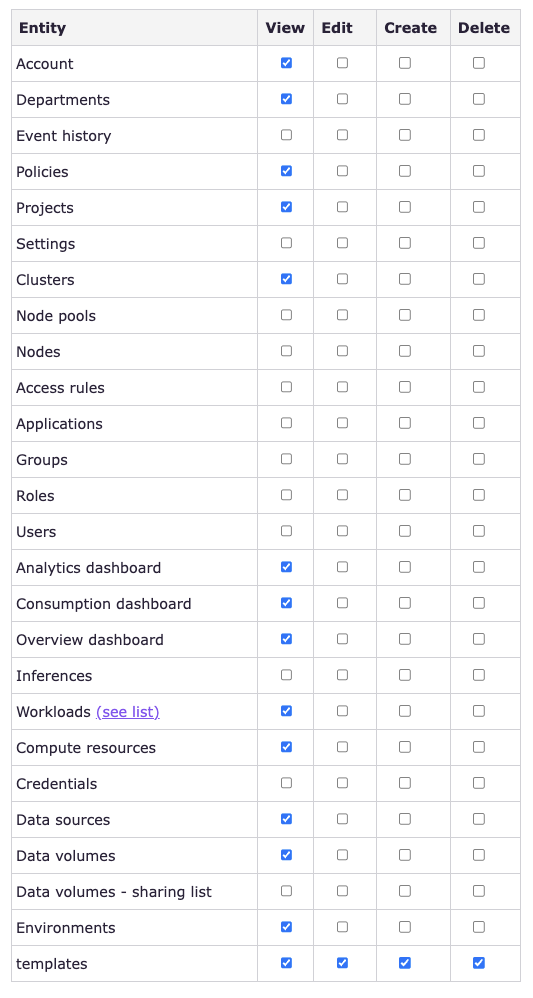 Entity View Edit Create Delete
Account
Departments
Event history
Policies
Projects
Settings
Clusters
Node pools
Nodes
Access rules
Applications
Groups
Roles
Users
Analytics dashboard
Consumption dashboard
Overview dashboard
Inferences
Workloads (see list)
Compute resources
Credentials
Data sources
Data volumes
Data volumes - sharing list
Environments
templates